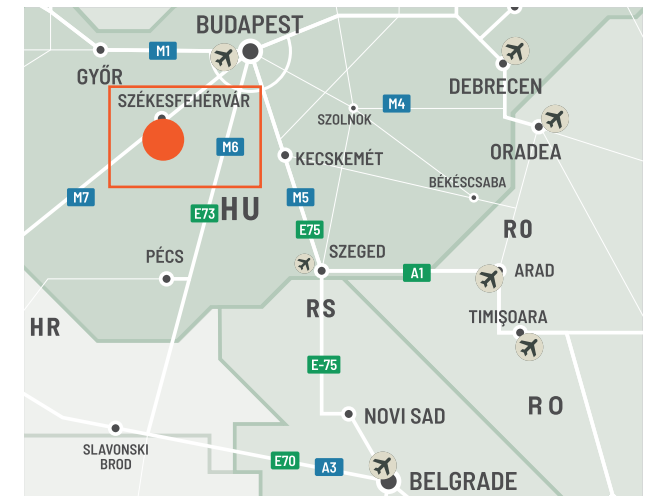 BUDAPEST
M1
GYŐR
DEBRECEN
SZÉKESFEHÉRVÁR
M4
SZOLNOK
M6
ORADEA
KECSKEMÉT
BÉKÉSCSABA
M7
M5
E73
HU
E75
RO
PÉCS
SZEGED
A1
ARAD
RS
TIMIȘOARA
HR
E-75
RO
NOVI SAD
SLAVONSKI
BROD
E70
A3
BELGRADE